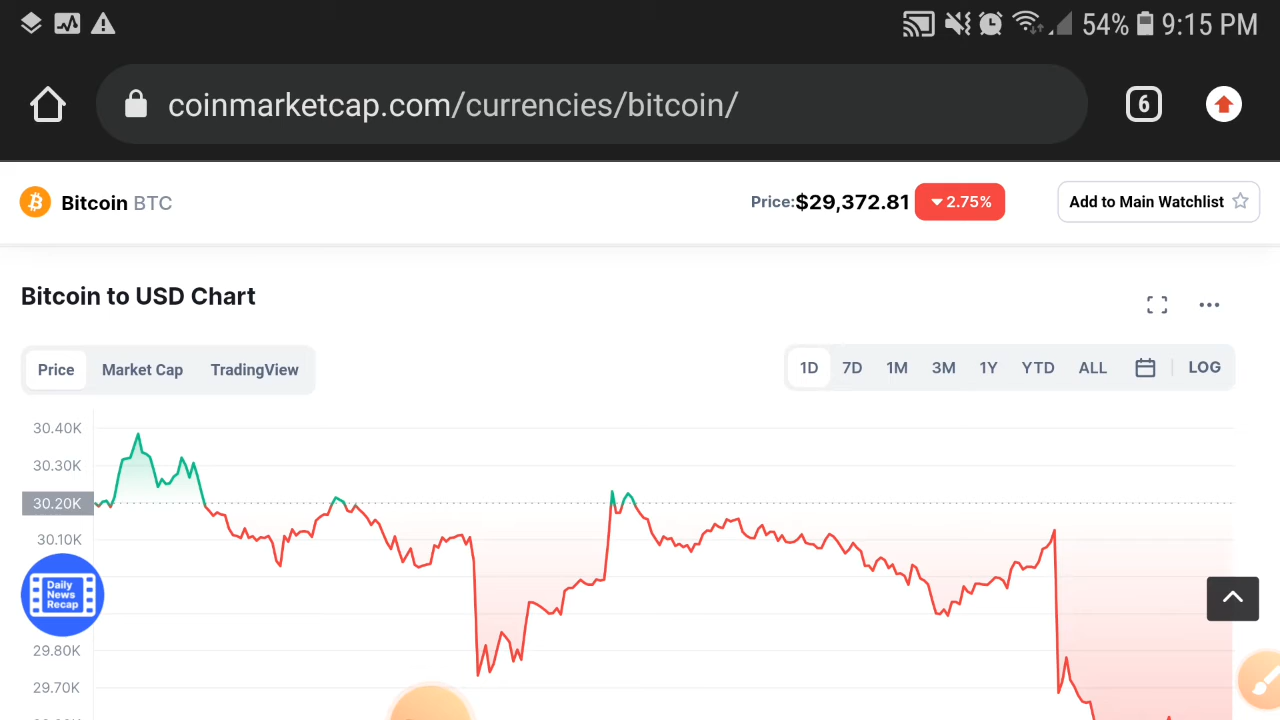 54% 9:15 PM
coinmarketcap.com/currencies/bitcoin/
6
Bitcoin BTC
Price:$29,372.81
2.75%
Add to Main Watchlist
Bitcoin to USD Chart
Price
Market Cap
TradingView
1D
7D
1M
3M
1Y
YTD
ALL
LOG
30.40K
30.30K
30.20K
30.10K
Daily
News
Recap
29.80K
29.70K